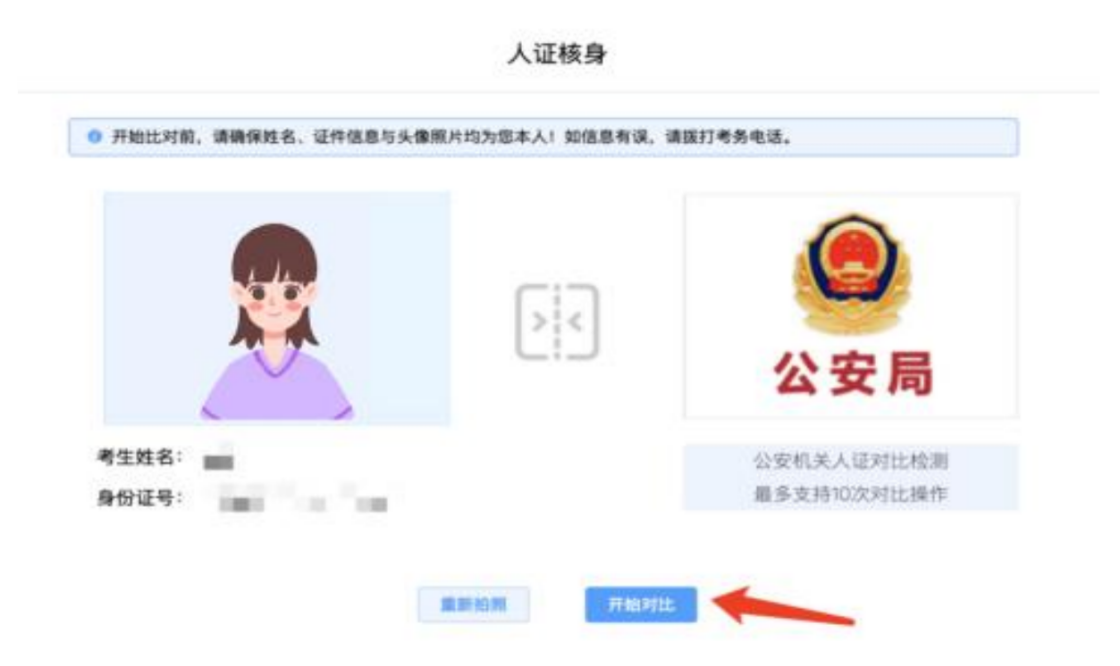 人证核身
开始比对前，请确保姓名、证件信息与头像照片均为您本人！如信息有误，请拨打考务电话。
公安局
考生姓名：
身份证号：
公安机关人证对比检测
最多支持10次对比操作
重新拍照
开始对比